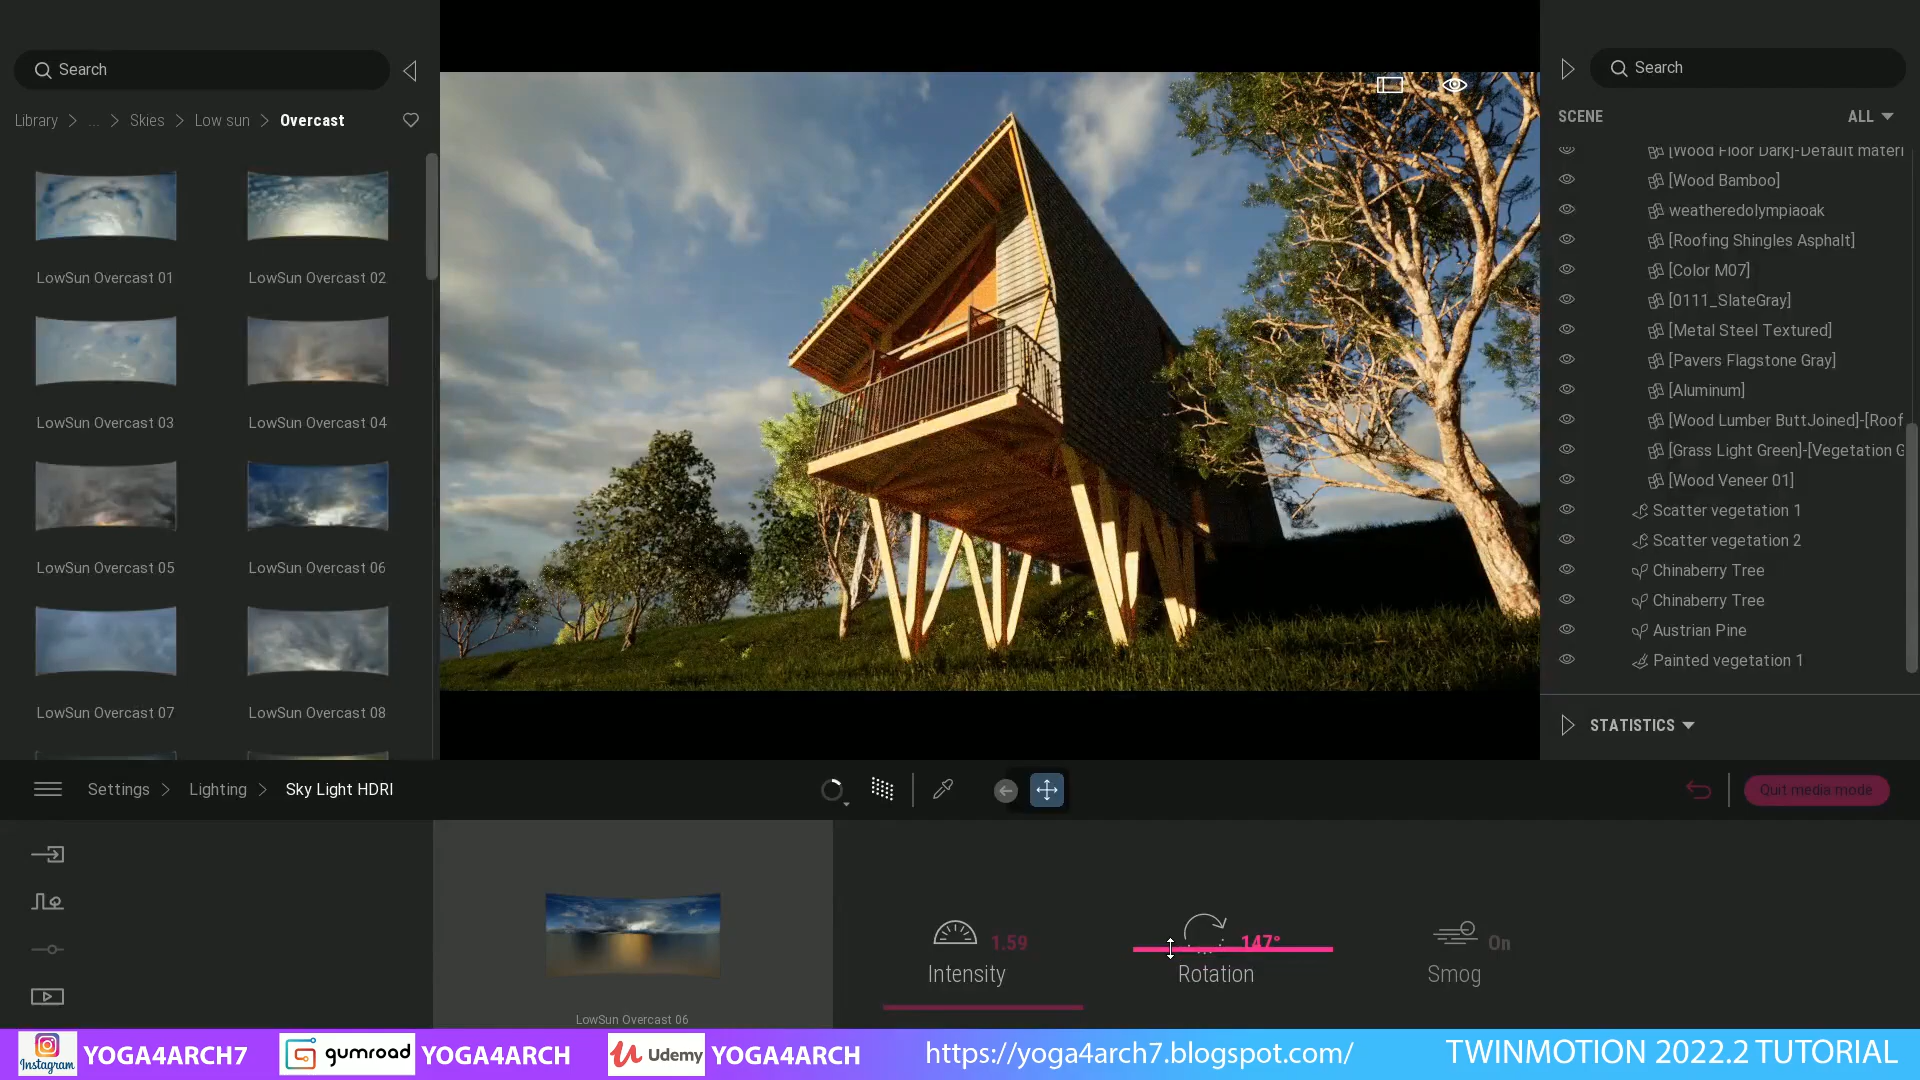 Search
Library > ... > Skies > Low sun > Overcast
LowSun Overcast 01
LowSun Overcast 02
LowSun Overcast 03
LowSun Overcast 04
LowSun Overcast 05
LowSun Overcast 06
LowSun Overcast 07
LowSun Overcast 08
Search
SCENE
ALL
[Wood Floor Dark]-Default materi
[Wood Bamboo]
weatheredolympiaoak
[Roofing Shingles Asphalt]
[Color M07]
[0111_SlateGray]
[Metal Steel Textured]
[Pavers Flagstone Gray]
[Aluminum]
[Wood Lumber ButtJoined]-[Roof
[Grass Light Green]-[Vegetation G
[Wood Veneer 01]
Scatter vegetation 1
Scatter vegetation 2
Chinaberry Tree
Chinaberry Tree
Austrian Pine
Painted vegetation 1
STATISTICS
Settings > Lighting > Sky Light HDRI
Quit media mode
LowSun Overcast 06
1.59
Intensity
147°
Rotation
On
Smog
Instagram YOGA4ARCH7 gumroad YOGA4ARCH Udemy YOGA4ARCH https://yoga4arch7.blogspot.com/ TWINMOTION 2022.2 TUTORIAL